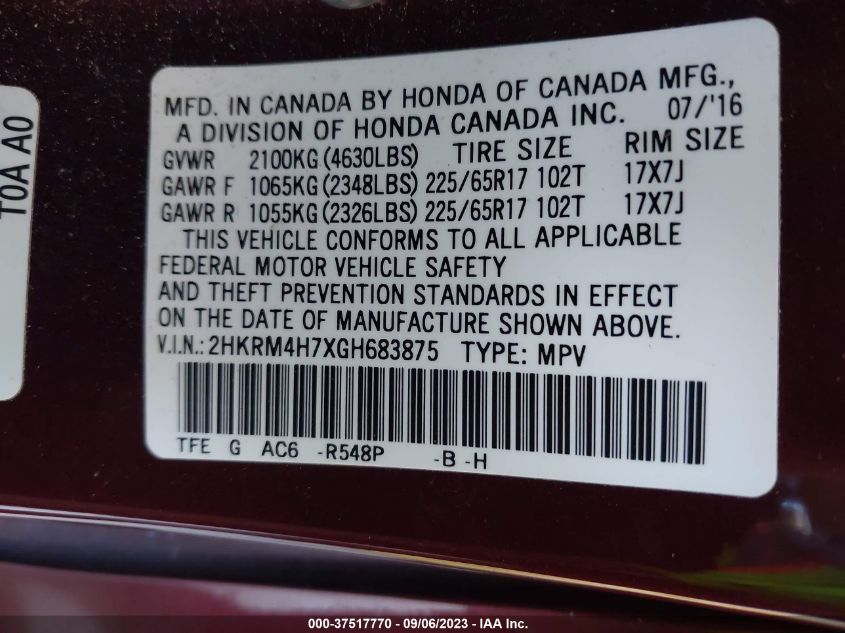 T0A A0
MFD. IN CANADA BY HONDA OF CANADA MFG.,
A DIVISION OF HONDA CANADA INC. 07/'16
GVWR 2100KG (4630LBS) TIRE SIZE RIM SIZE
GAWR F 1065KG (2348LBS) 225/65R17 102T 17X7J
GAWR R 1055KG (2326LBS) 225/65R17 102T 17X7J
THIS VEHICLE CONFORMS TO ALL APPLICABLE
FEDERAL MOTOR VEHICLE SAFETY
AND THEFT PREVENTION STANDARDS IN EFFECT
ON THE DATE OF MANUFACTURE SHOWN ABOVE.
V.I.N.: 2HKRM4H7XGH683875 TYPE: MPV
TFE G AC6 -R548P -B -H
000-37517770 - 09/06/2023 - IAA Inc.